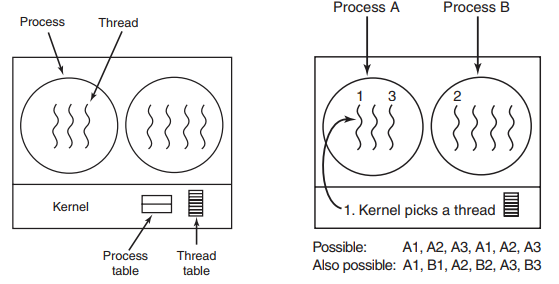 Process Thread
Kernel
Process table
Thread table
Process A Process B
1 3 2
1. Kernel picks a thread
Possible: A1, A2, A3, A1, A2, A3
Also possible: A1, B1, A2, B2, A3, B3